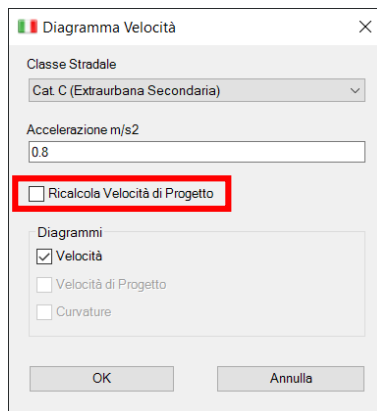 Diagramma Velocità
Classe Stradale
Cat. C (Extraurbana Secondaria)
Accelerazione m/s2
0.8
Ricalcola Velocità di Progetto
Diagrammi
Velocità
Velocità di Progetto
Curvature
OK Annulla